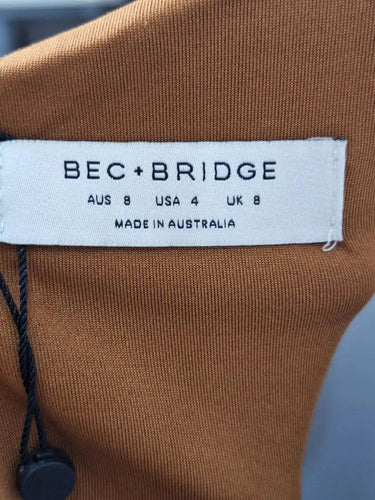 BEC+BRIDGE
AUS 8 USA 4 UK 8
MADE IN AUSTRALIA